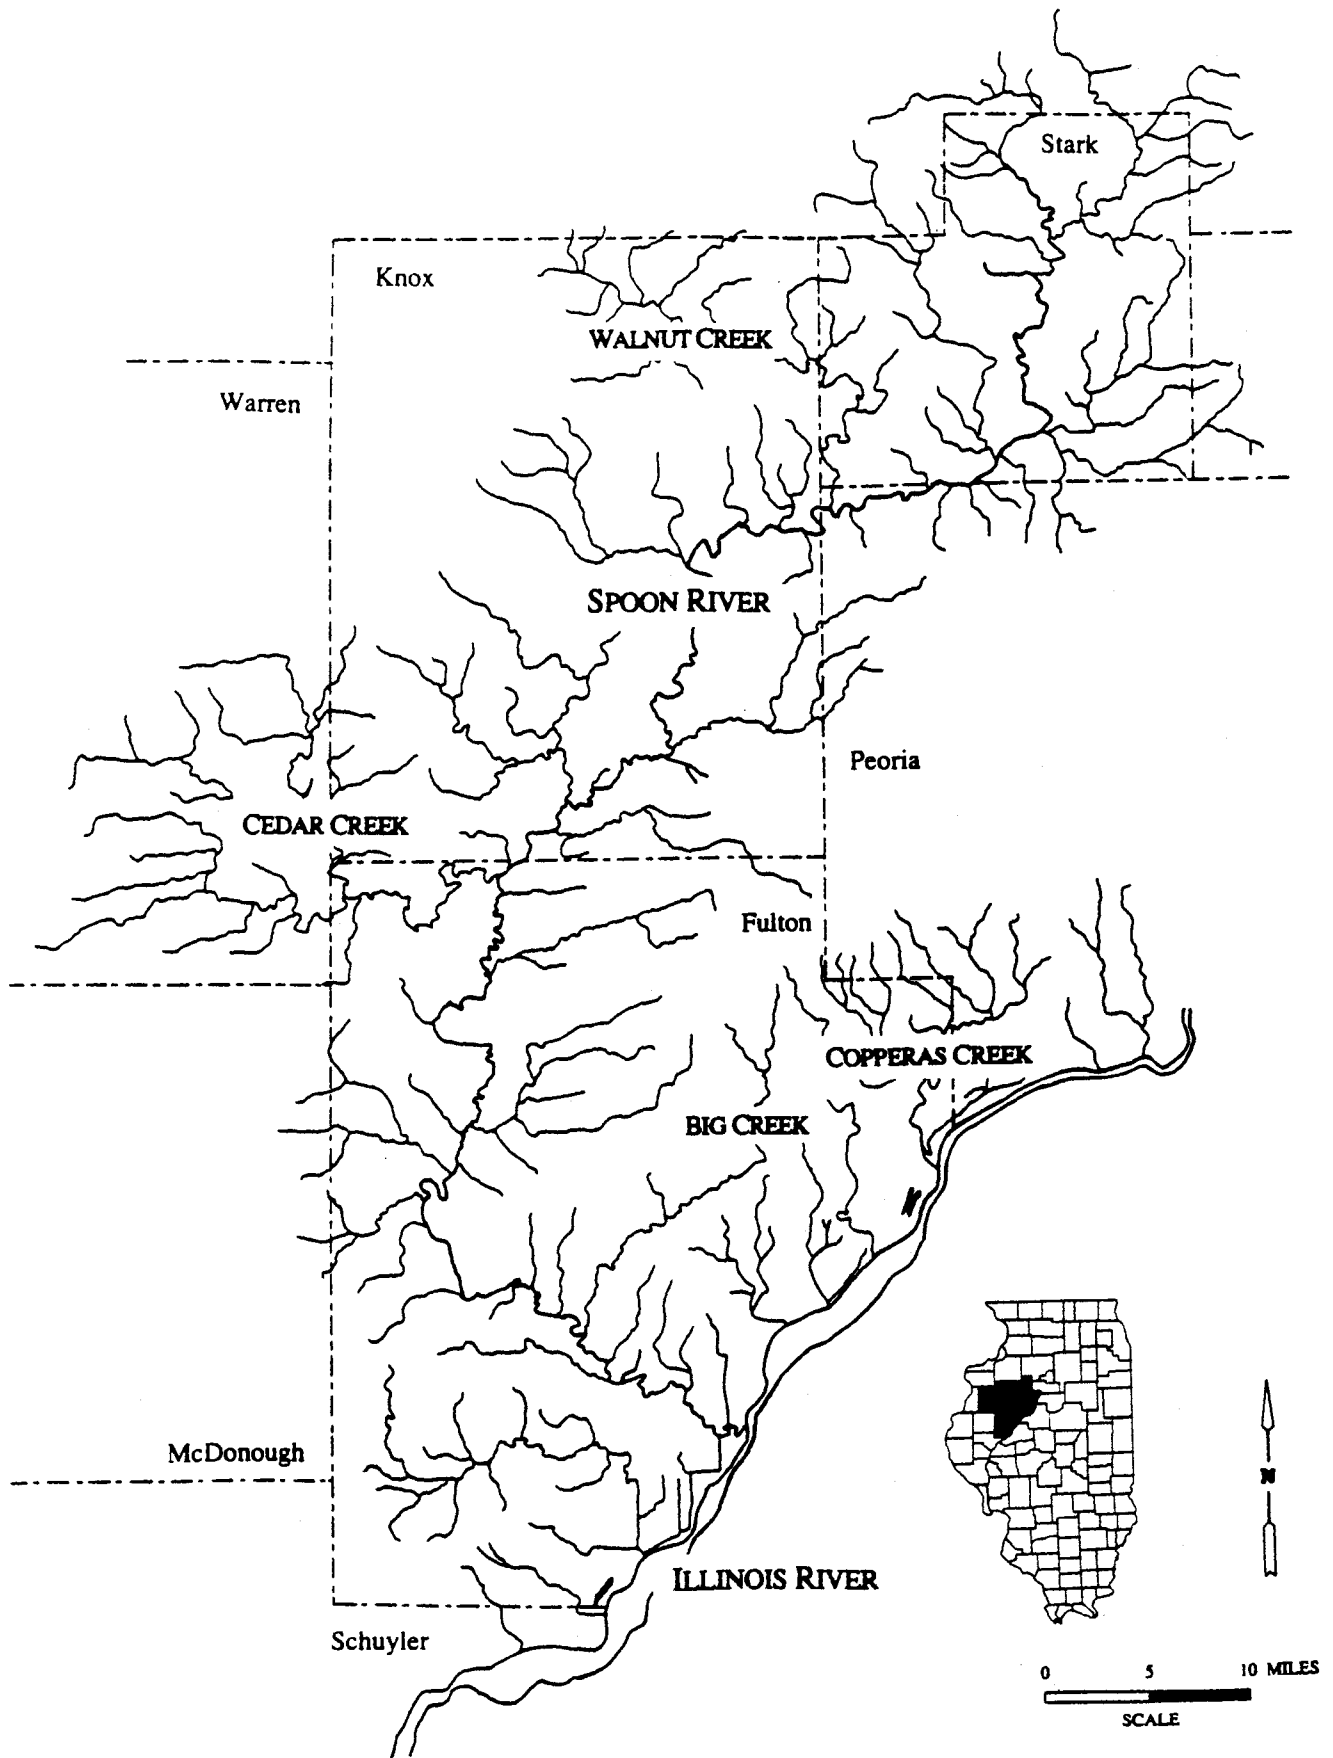 Stark
Knox
WALNUT CREEK
Warren
SPOON RIVER
Peoria
CEDAR CREEK
Fulton
COPPERAS CREEK
BIG CREEK
McDonough
N
ILLINOIS RIVER
Schuyler
0 5 10 MILES
SCALE